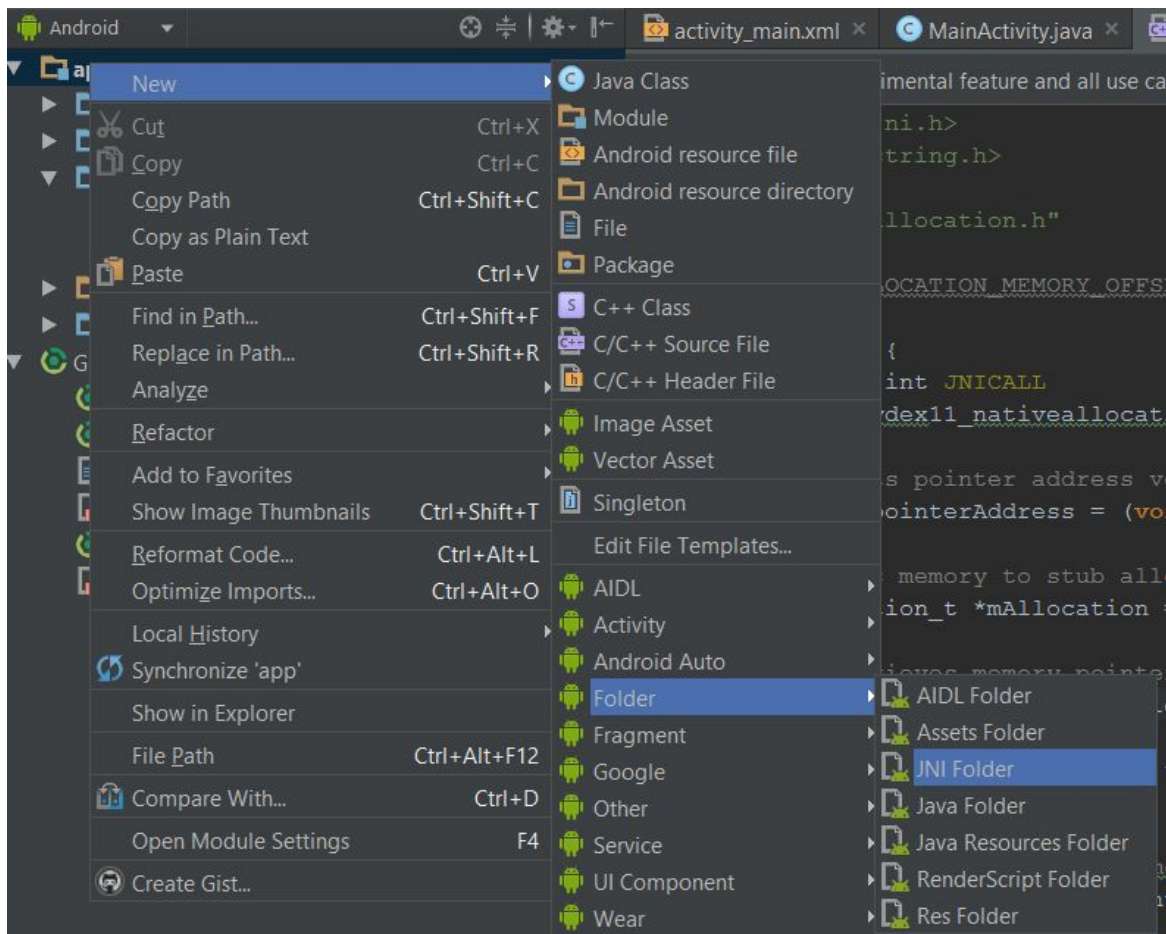 Android
activity_main.xml
MainActivity.java
New
Cut Ctrl+X
Copy Ctrl+C
Copy Path Ctrl+Shift+C
Copy as Plain Text
Paste Ctrl+V
Find in Path... Ctrl+Shift+F
Replace in Path... Ctrl+Shift+R
Analyze
Refactor
Add to Favorites
Show Image Thumbnails Ctrl+Shift+T
Reformat Code... Ctrl+Alt+L
Optimize Imports... Ctrl+Alt+O
Local History
Synchronize 'app'
Show in Explorer
File Path Ctrl+Alt+F12
Compare With... Ctrl+D
Open Module Settings F4
Create Gist...
Java Class
Module
Android resource file
Android resource directory
File
Package
C++ Class
C/C++ Source File
C/C++ Header File
Image Asset
Vector Asset
Singleton
Edit File Templates...
AIDL
Activity
Android Auto
Folder
Fragment
Google
Other
Service
UI Component
Wear
AIDL Folder
Assets Folder
JNI Folder
Java Folder
Java Resources Folder
RenderScript Folder
Res Folder
imental feature and all use ca
ni.h>
tring.h>
llocation.h"
OCATION_MEMORY_OFFS
{
int JNICALL
ydex11_nativeallocat
s pointer address v
ointerAddress = (vo
memory to stub all
ion_t *mAllocation =